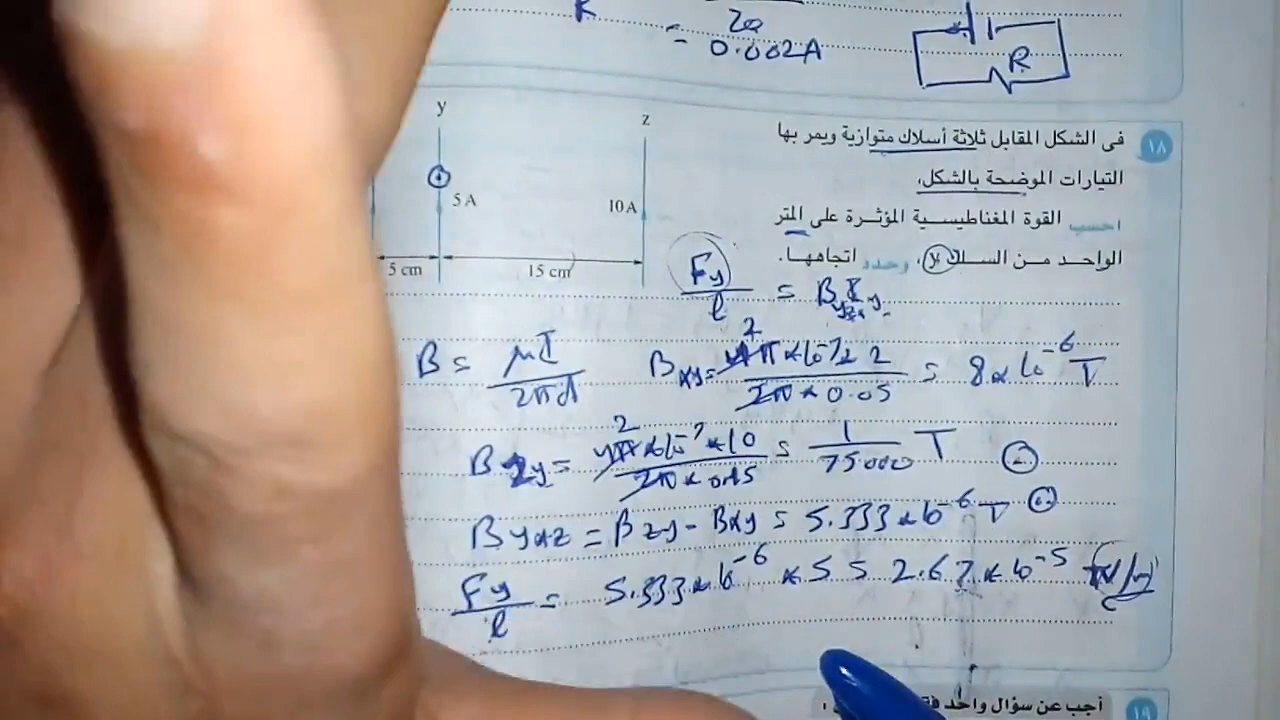 R
20
= 0.002A
R
١٨ فى الشكل المقابل ثلاثة أسلاك متوازية ويمر بها
التيارات الموضحة بالشكل،
احسب القوة المغناطيسية المؤثرة على المتر
الواحد من السلك y، وحدد اتجاهها.
y
z
5 A
10 A
5 cm
15 cm
Fy/l = B I y
B = μI/2πd
Bxy = 4π×10⁻⁷×2/2π×0.05 = 8×10⁻⁶ T
2
Bzy = 4π×10⁻⁷×10/2π×0.15 = 1/75000 T
2
Byxz = Bzy - Bxy = 5.333×10⁻⁶ T
Fy/l = 5.333×10⁻⁶ × 5 = 2.67×10⁻⁵ (N/m)
١٩ أجب عن سؤال واحد